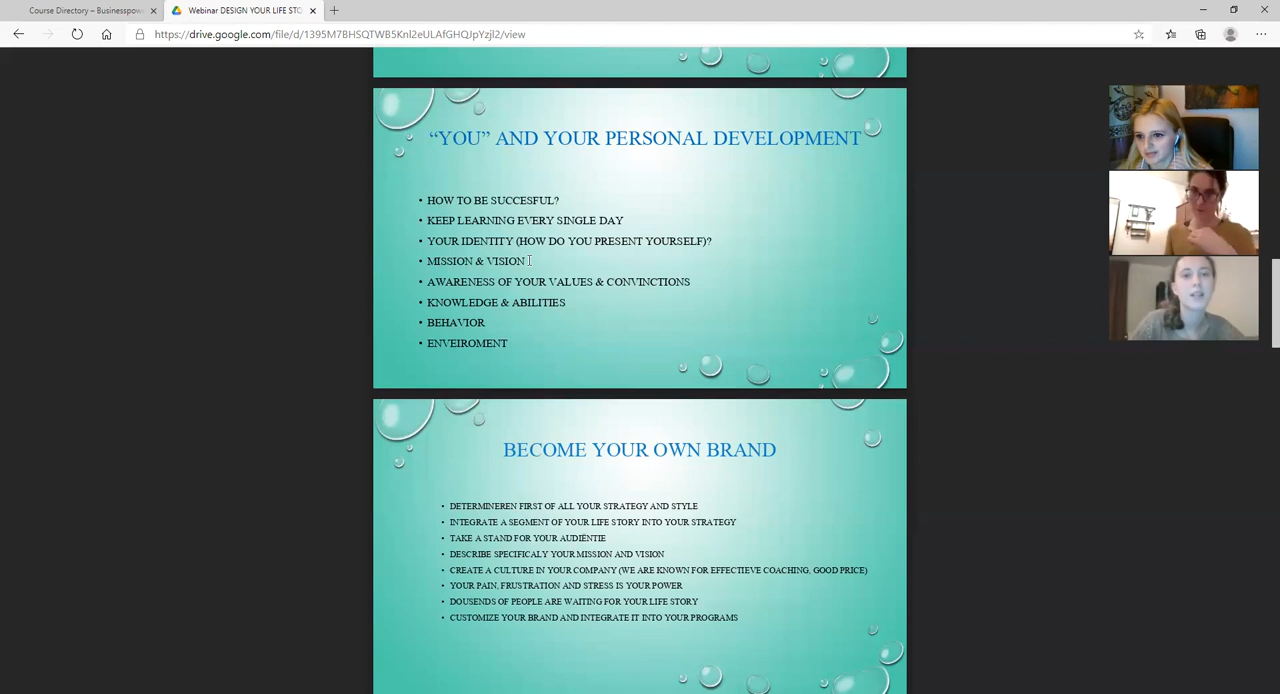 Course Directory – Businesspow
Webinar DESIGN YOUR LIFE STO
https://drive.google.com/file/d/1395M7BHSQTWB5KnI2eULAfGHQJpYzjl2/view
“YOU” AND YOUR PERSONAL DEVELOPMENT
• HOW TO BE SUCCESFUL?
• KEEP LEARNING EVERY SINGLE DAY
• YOUR IDENTITY (HOW DO YOU PRESENT YOURSELF)?
• MISSION & VISION
• AWARENESS OF YOUR VALUES & CONVINCTIONS
• KNOWLEDGE & ABILITIES
• BEHAVIOR
• ENVEIROMENT
BECOME YOUR OWN BRAND
• DETERMINEREN FIRST OF ALL YOUR STRATEGY AND STYLE
• INTEGRATE A SEGMENT OF YOUR LIFE STORY INTO YOUR STRATEGY
• TAKE A STAND FOR YOUR AUDIËNTIE
• DESCRIBE SPECIFICALY YOUR MISSION AND VISION
• CREATE A CULTURE IN YOUR COMPANY (WE ARE KNOWN FOR EFFECTIEVE COACHING, GOOD PRICE)
• YOUR PAIN, FRUSTRATION AND STRESS IS YOUR POWER
• DOUSENDS OF PEOPLE ARE WAITING FOR YOUR LIFE STORY
• CUSTOMIZE YOUR BRAND AND INTEGRATE IT INTO YOUR PROGRAMS